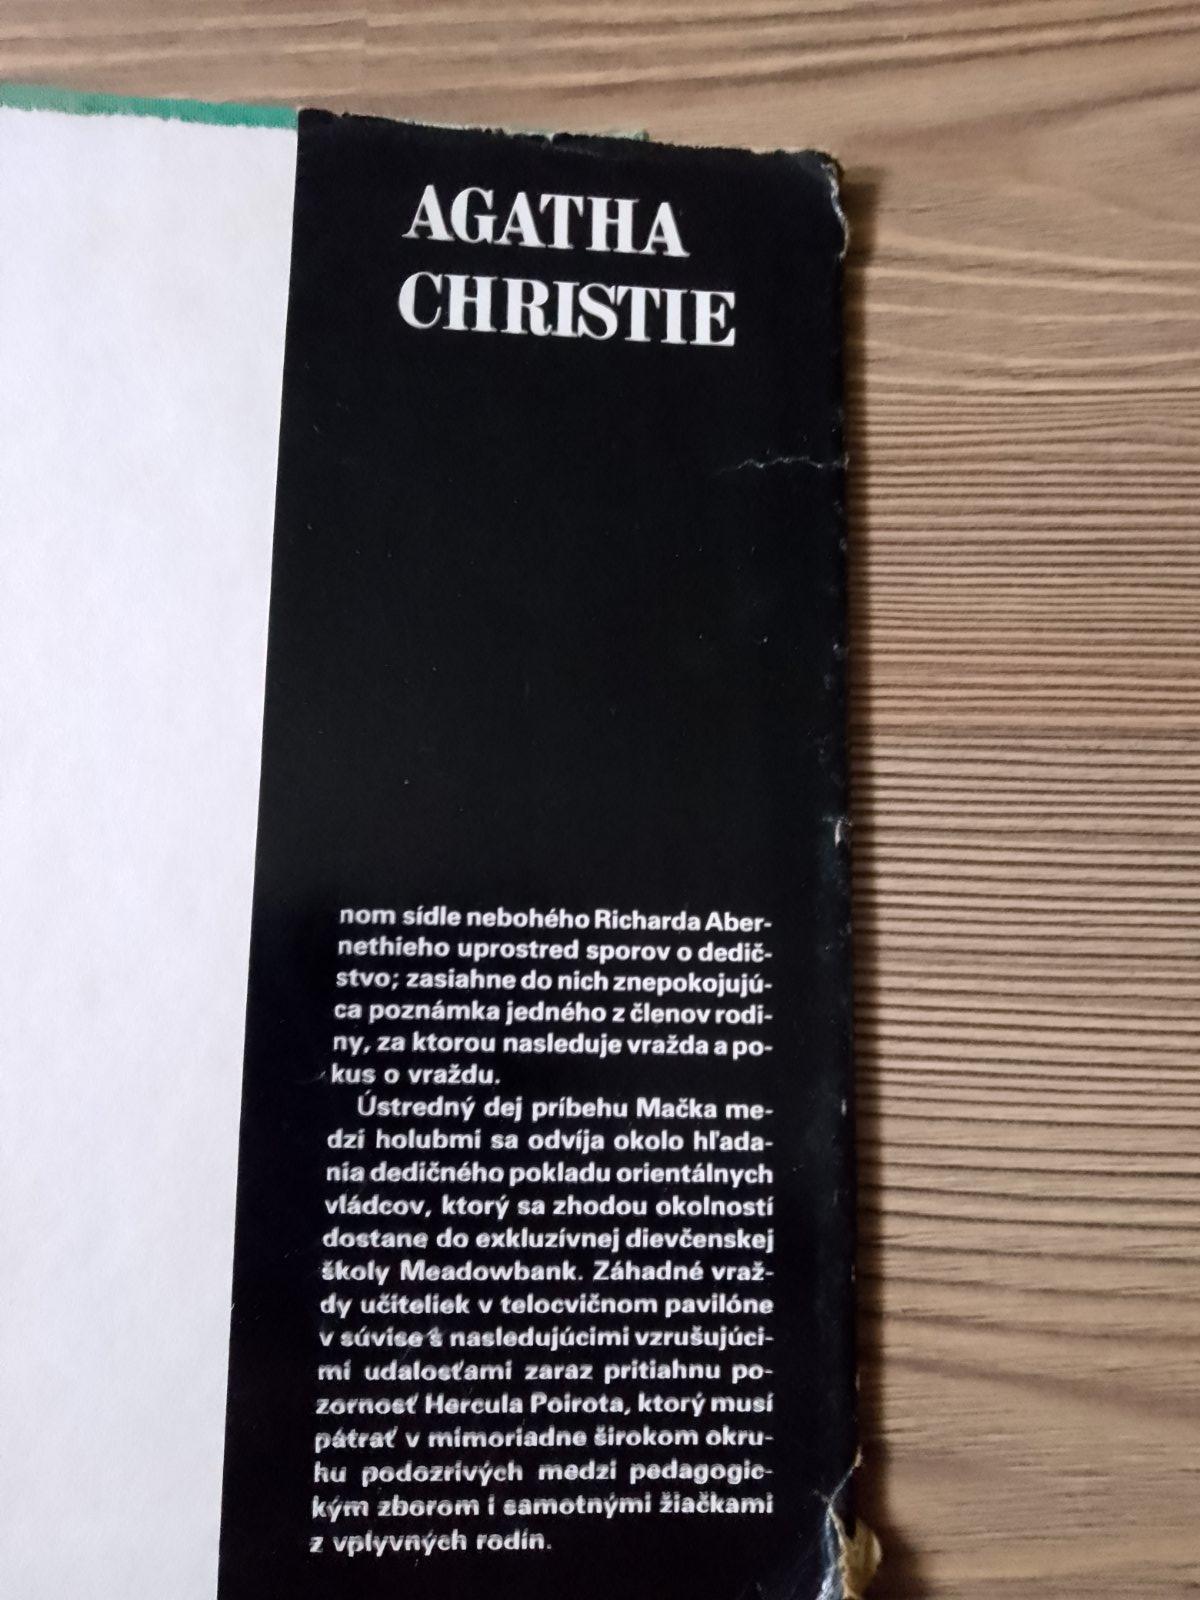 AGATHA
CHRISTIE
nom sídle nebohého Richarda Aber-
nethieho uprostred sporov o dedič-
stvo; zasiahne do nich znepokojujú-
ca poznámka jedného z členov rodi-
ny, za ktorou nasleduje vražda a po-
kus o vraždu.
Ústredný dej príbehu Mačka me-
dzi holubmi sa odvíja okolo hľada-
nia dedičného pokladu orientálnych
vládcov, ktorý sa zhodou okolností
dostane do exkluzívnej dievčenskej
školy Meadowbank. Záhadné vraž-
dy učiteliek v telocvičnom pavilóne
v súvise s nasledujúcimi vzrušujúci-
mi udalosťami zaraz pritiahnu po-
zornosť Hercula Poirota, ktorý musí
pátrať v mimoriadne širokom okru-
hu podozrivých medzi pedagogic-
kým zborom i samotnými žiačkami
z vplyvných rodín.